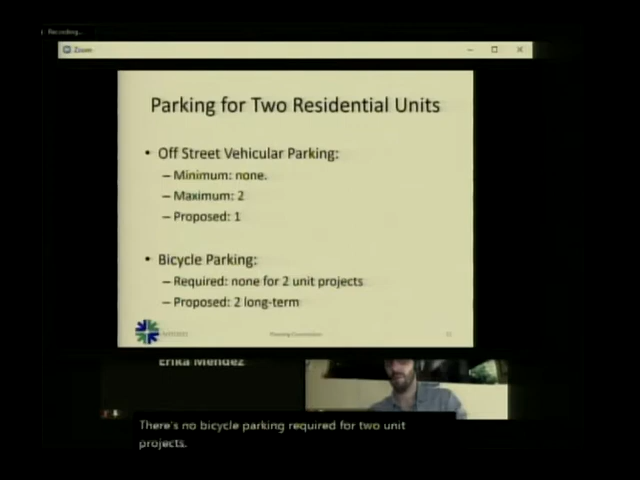 Recording...
Zoom
Parking for Two Residential Units
• Off Street Vehicular Parking:
– Minimum: none.
– Maximum: 2
– Proposed: 1
• Bicycle Parking:
– Required: none for 2 unit projects
– Proposed: 2 long-term
Planning Commission
Erika Mendez
There's no bicycle parking required for two unit
projects.